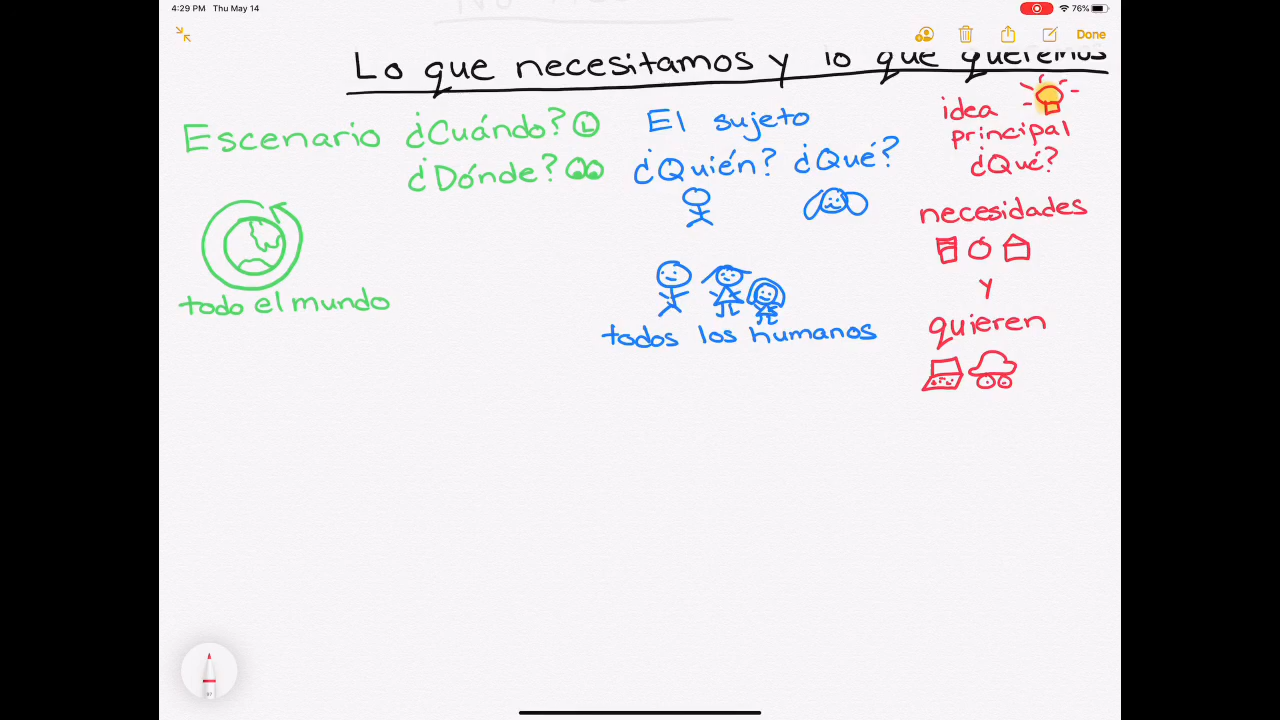 4:29 PM Thu May 14
76%
Done
Lo que necesitamos y lo que queremos
Escenario ¿Cuándo?
¿Dónde?
todo el mundo
El sujeto
¿Quién? ¿Qué?
todos los humanos
idea
principal
¿Qué?
necesidades
y
quieren